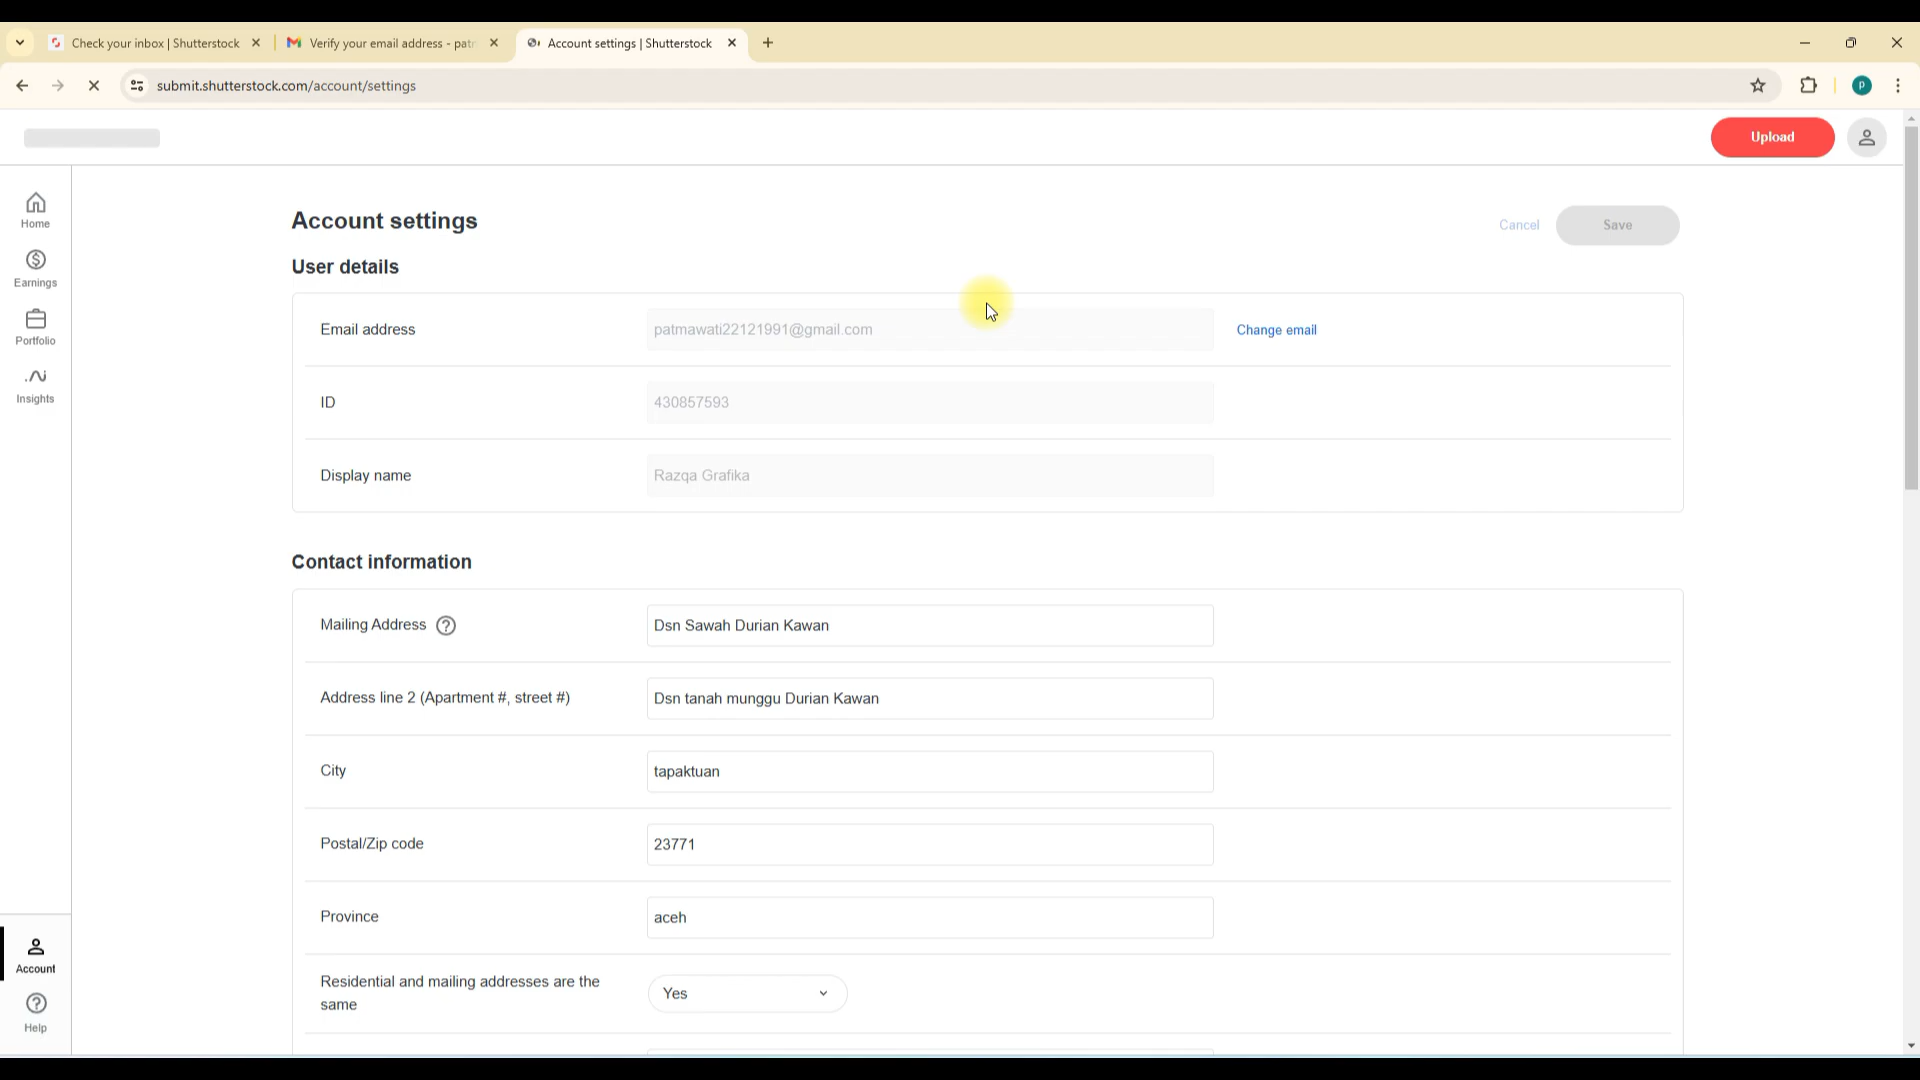 Check your inbox | Shutterstock
Verify your email address - pat
Account settings | Shutterstock
submit.shutterstock.com/account/settings
P
Upload
Home
Earnings
Portfolio
Insights
Account
Help
Account settings
Cancel
Save
User details
Email address
patmawati22121991@gmail.com
Change email
ID
430857593
Display name
Razqa Grafika
Contact information
Mailing Address ?
Dsn Sawah Durian Kawan
Address line 2 (Apartment #, street #)
Dsn tanah munggu Durian Kawan
City
tapaktuan
Postal/Zip code
23771
Province
aceh
Residential and mailing addresses are the
same
Yes